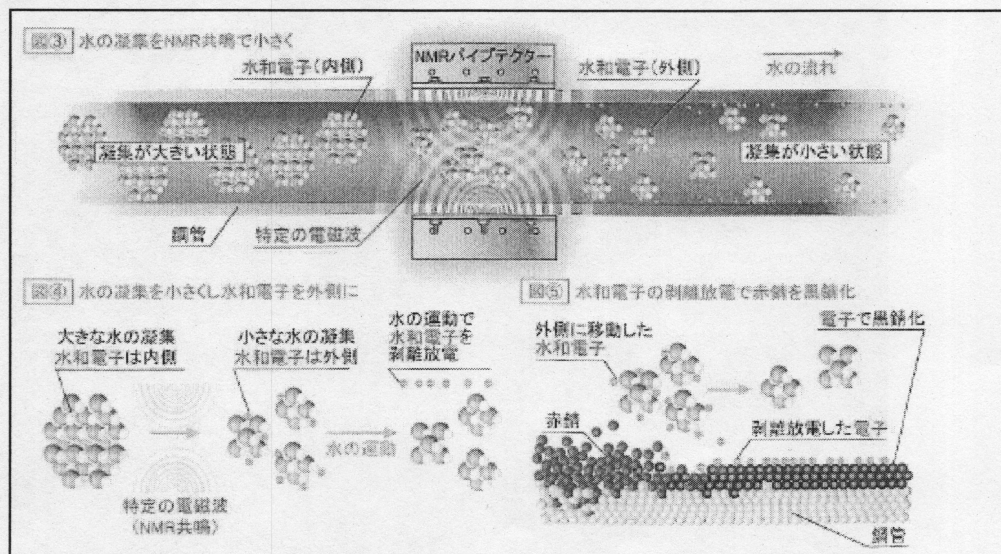 図③ 水の凝集をNMR共鳴で小さく
水和電子(内側)
NMRパイプテクター
水和電子(外側)
水の流れ
凝集が大きい状態
凝集が小さい状態
鋼管
特定の電磁波
図④ 水の凝集を小さくし水和電子を外側に
大きな水の凝集
水和電子は内側
小さな水の凝集
水和電子は外側
水の運動で
水和電子を
剥離放電
水の運動
特定の電磁波
(NMR共鳴)
図⑤ 水和電子の剥離放電で赤錆を黒錆化
外側に移動した
水和電子
電子で黒錆化
赤錆
剥離放電した電子
鋼管